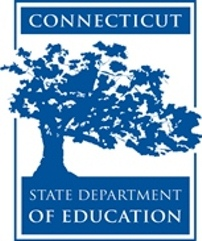 CONNECTICUT
STATE DEPARTMENT
OF EDUCATION